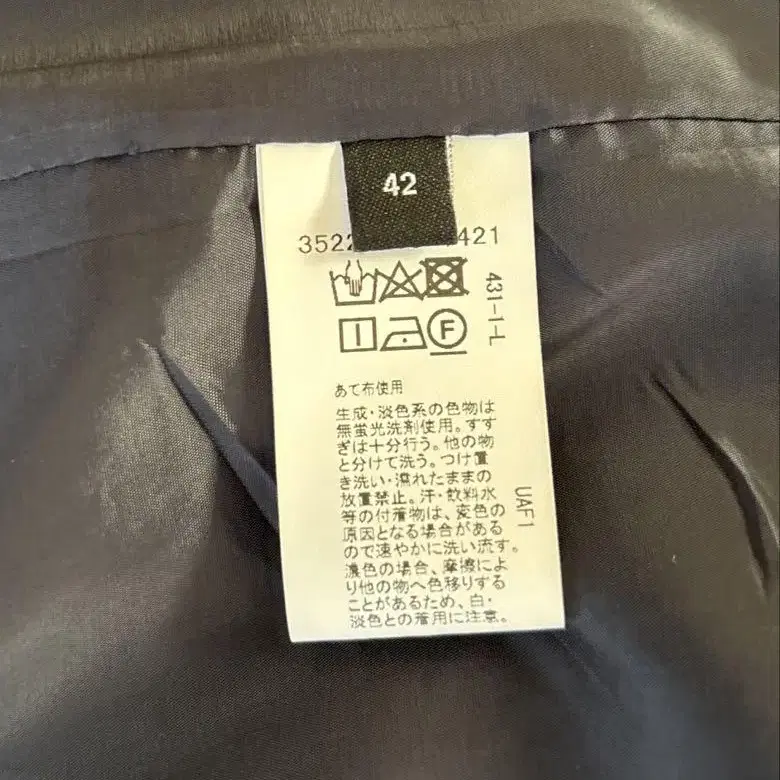 42
3522 421
431-1-L
F
あて布使用
生成・淡色系の色物は
無蛍光洗剤使用。すす
ぎは十分行う。他の物
と分けて洗う。つけ置
き洗い・濡れたままの
放置禁止。汗・飲料水
等の付着物は、変色の
原因となる場合がある
ので速やかに洗い流す。
濃色の場合、摩擦によ
り他の物へ色移りする
ことがあるため、白・
淡色との着用に注意。
UAF1